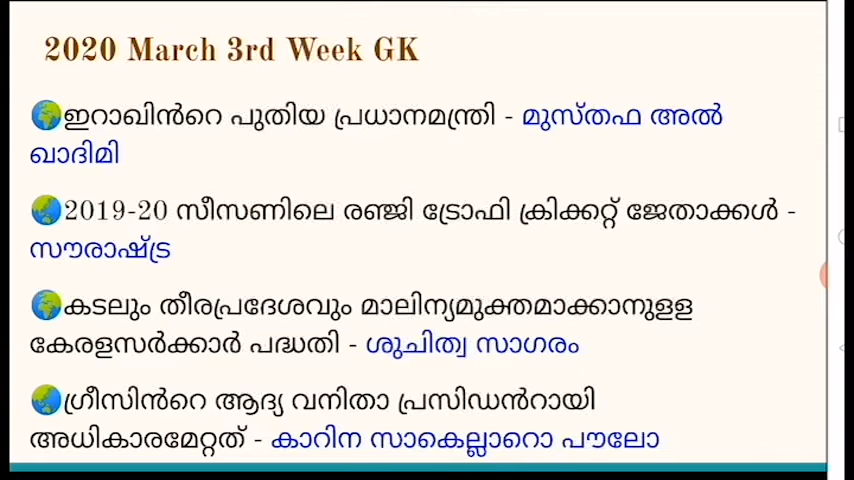 2020 March 3rd Week GK
🌍ഇറാഖിൻറെ പുതിയ പ്രധാനമന്ത്രി - മുസ്തഫ അൽ
ഖാദിമി
🌏2019-20 സീസണിലെ രഞ്ജി ട്രോഫി ക്രിക്കറ്റ് ജേതാക്കൾ -
സൗരാഷ്ട്ര
🌍കടലും തീരപ്രദേശവും മാലിന്യമുക്തമാക്കാനുളള
കേരളസർക്കാർ പദ്ധതി - ശുചിത്വ സാഗരം
🌏ഗ്രീസിൻറെ ആദ്യ വനിതാ പ്രസിഡൻറായി
അധികാരമേറ്റത് - കാറിന സാകെല്ലാറൊ പൗലോ